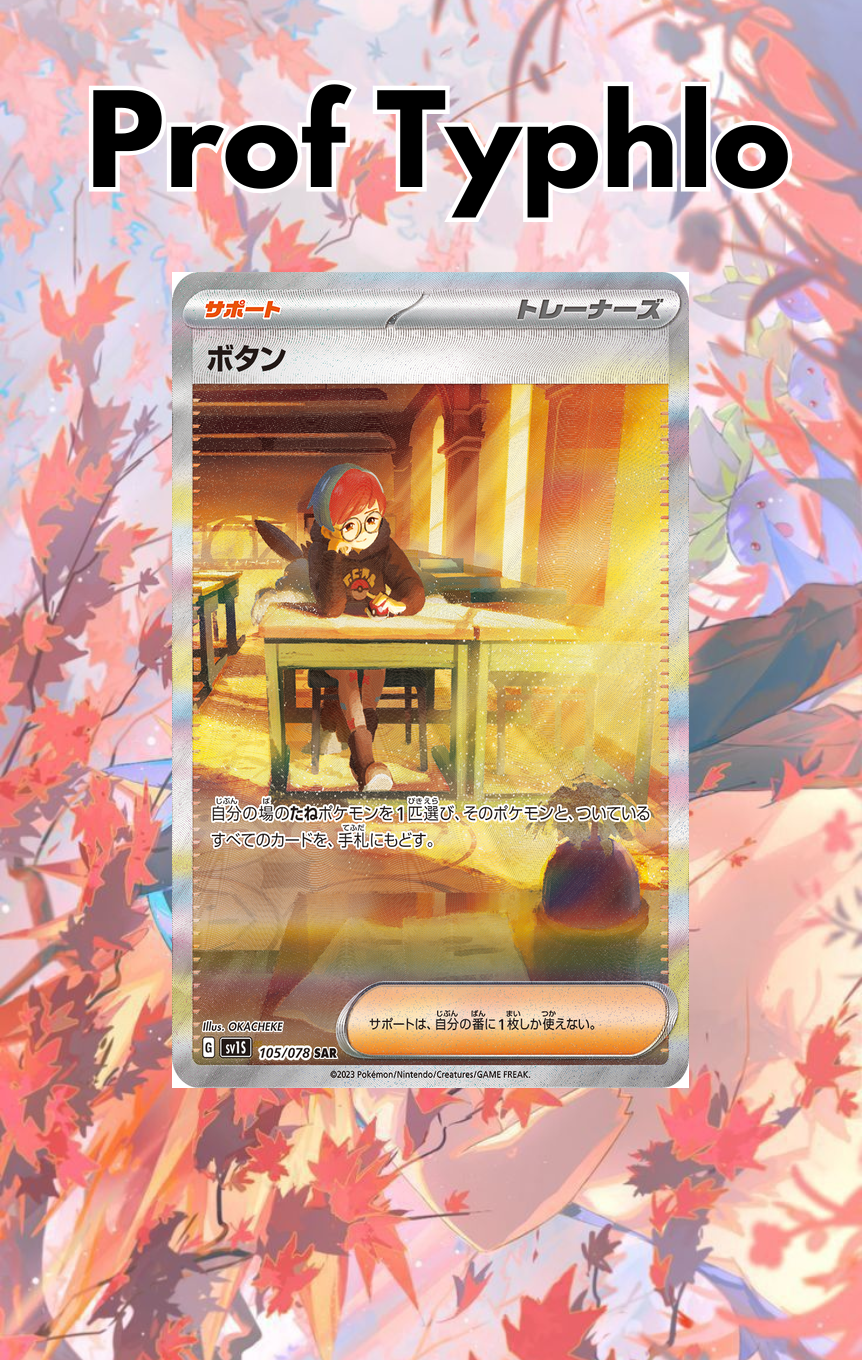 Prof Typhlo
サポート
トレーナーズ
ボタン
自分の場のたねポケモンを1匹選び、そのポケモンと、ついている
すべてのカードを、手札にもどす。
サポートは、自分の番に1枚しか使えない。
Illus. OKACHEKE
G sv1S 105/078 SAR
©2023 Pokémon/Nintendo/Creatures/GAME FREAK.